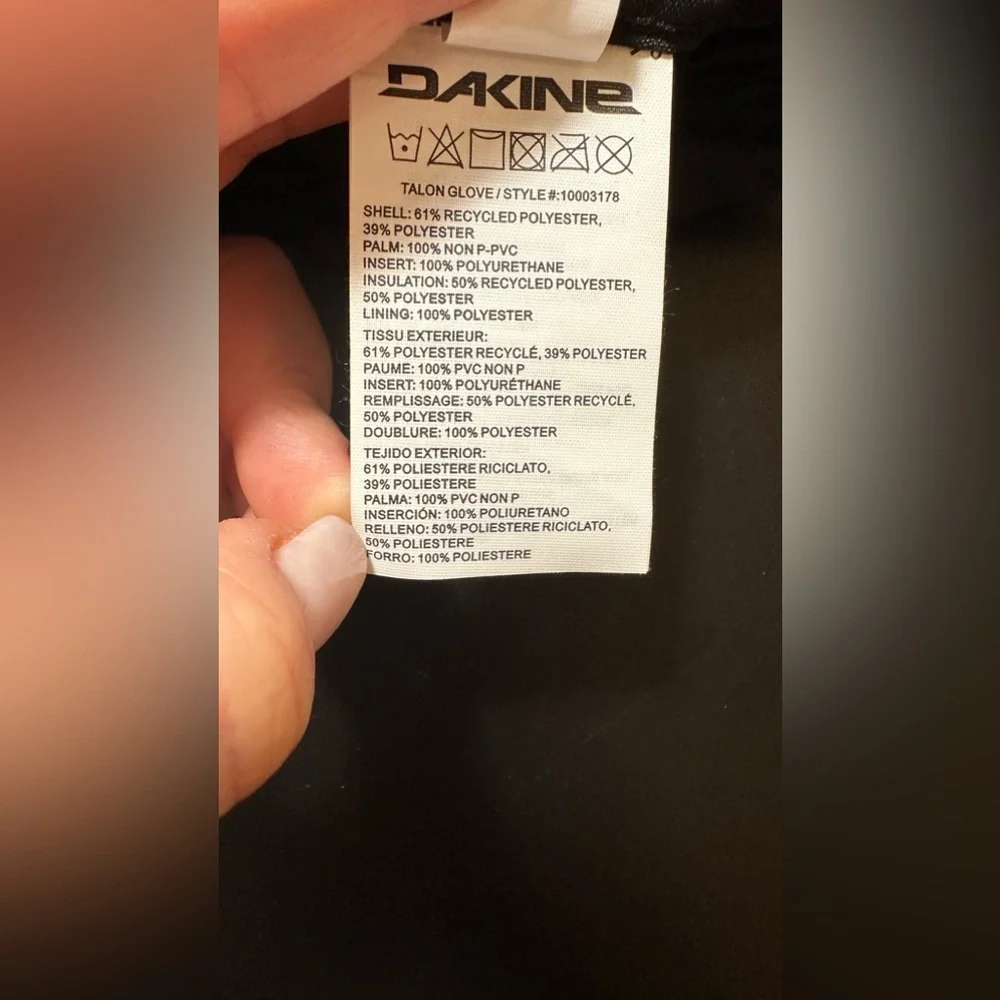 DAKINE
TALON GLOVE / STYLE #:10003178
SHELL: 61% RECYCLED POLYESTER,
39% POLYESTER
PALM: 100% NON P-PVC
INSERT: 100% POLYURETHANE
INSULATION: 50% RECYCLED POLYESTER,
50% POLYESTER
LINING: 100% POLYESTER
TISSU EXTERIEUR:
61% POLYESTER RECYCLÉ, 39% POLYESTER
PAUME: 100% PVC NON P
INSERT: 100% POLYURÉTHANE
REMPLISSAGE: 50% POLYESTER RECYCLÉ,
50% POLYESTER
DOUBLURE: 100% POLYESTER
TEJIDO EXTERIOR:
61% POLIESTERE RICICLATO,
39% POLIESTERE
PALMA: 100% PVC NON P
INSERCIÓN: 100% POLIURETANO
RELLENO: 50% POLIESTERE RICICLATO,
50% POLIESTERE
FORRO: 100% POLIESTERE